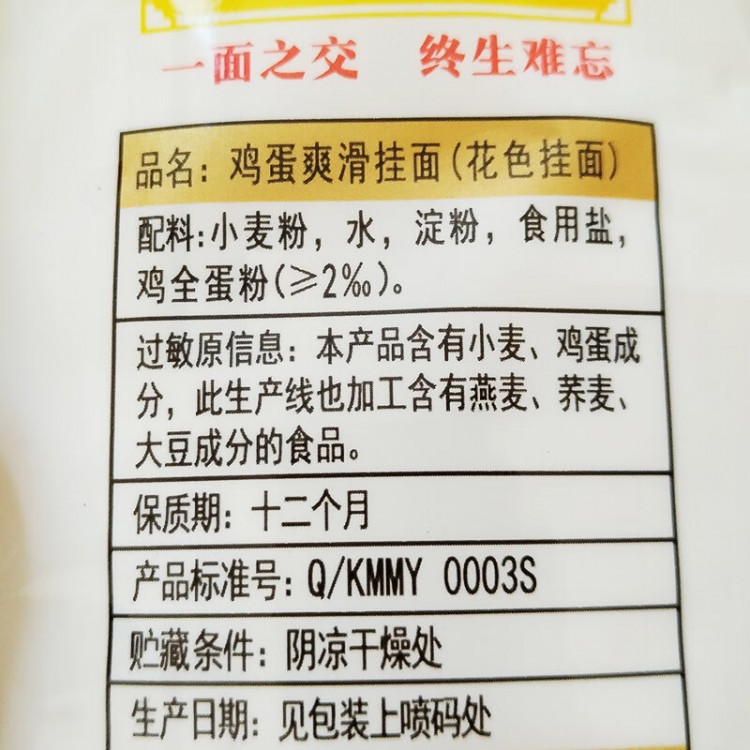 一面之交 终生难忘
品名：鸡蛋爽滑挂面(花色挂面)
配料:小麦粉，水，淀粉，食用盐，
鸡全蛋粉(≥2‰)。
过敏原信息：本产品含有小麦、鸡蛋成
分，此生产线也加工含有燕麦、荞麦、
大豆成分的食品。
保质期：十二个月
产品标准号：Q/KMMY 0003S
贮藏条件：阴凉干燥处
生产日期：见包装上喷码处